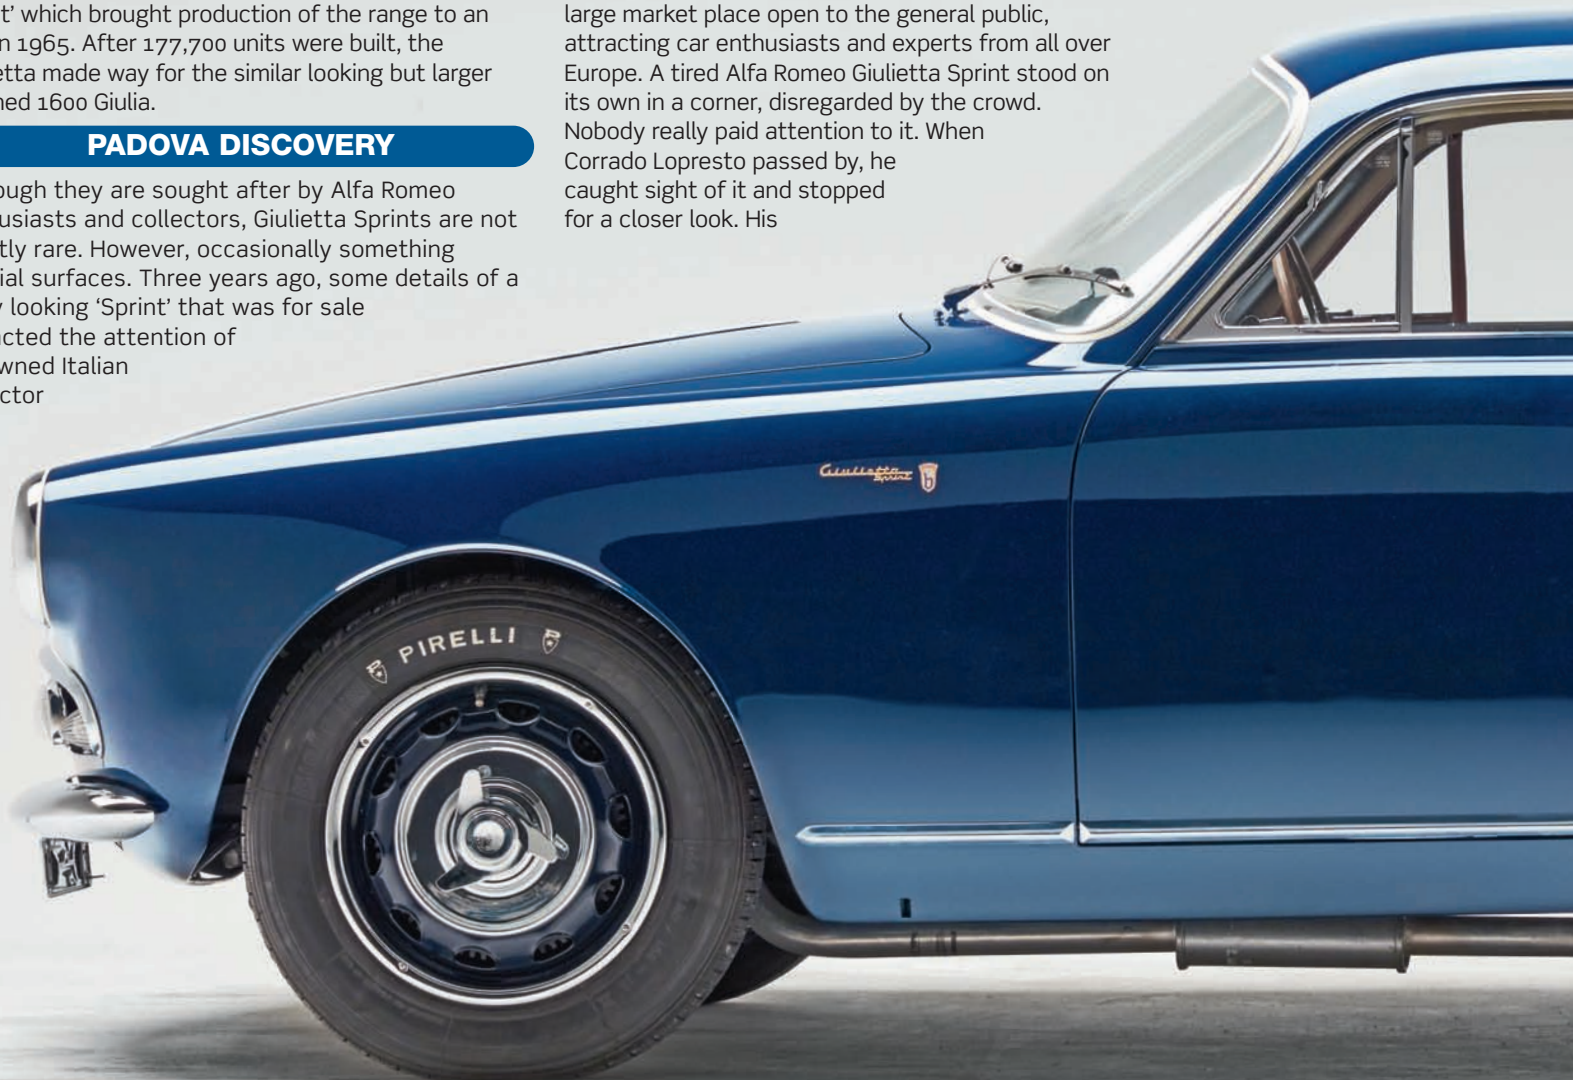 t’ which brought production of the range to an
n 1965. After 177,700 units were built, the
etta made way for the similar looking but larger
ned 1600 Giulia.
PADOVA DISCOVERY
ough they are sought after by Alfa Romeo
usiasts and collectors, Giulietta Sprints are not
tly rare. However, occasionally something
ial surfaces. Three years ago, some details of a
y looking ‘Sprint’ that was for sale
cted the attention of
wned Italian
ctor
large market place open to the general public,
attracting car enthusiasts and experts from all over
Europe. A tired Alfa Romeo Giulietta Sprint stood on
its own in a corner, disregarded by the crowd.
Nobody really paid attention to it. When
Corrado Lopresto passed by, he
caught sight of it and stopped
for a closer look. His
Giulietta
Sprint
b
PIRELLI